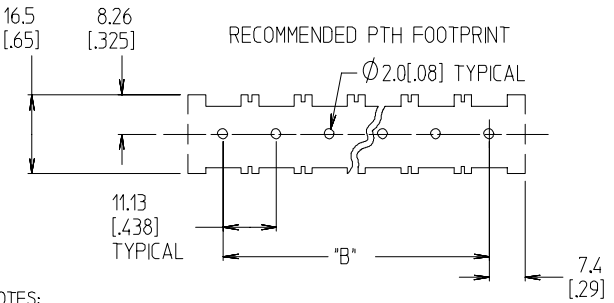 16.5
[.65]
8.26
[.325]
RECOMMENDED PTH FOOTPRINT
Ø2.0[.08] TYPICAL
11.13
[.438]
TYPICAL
"B"
7.4
[.29]
OTES: